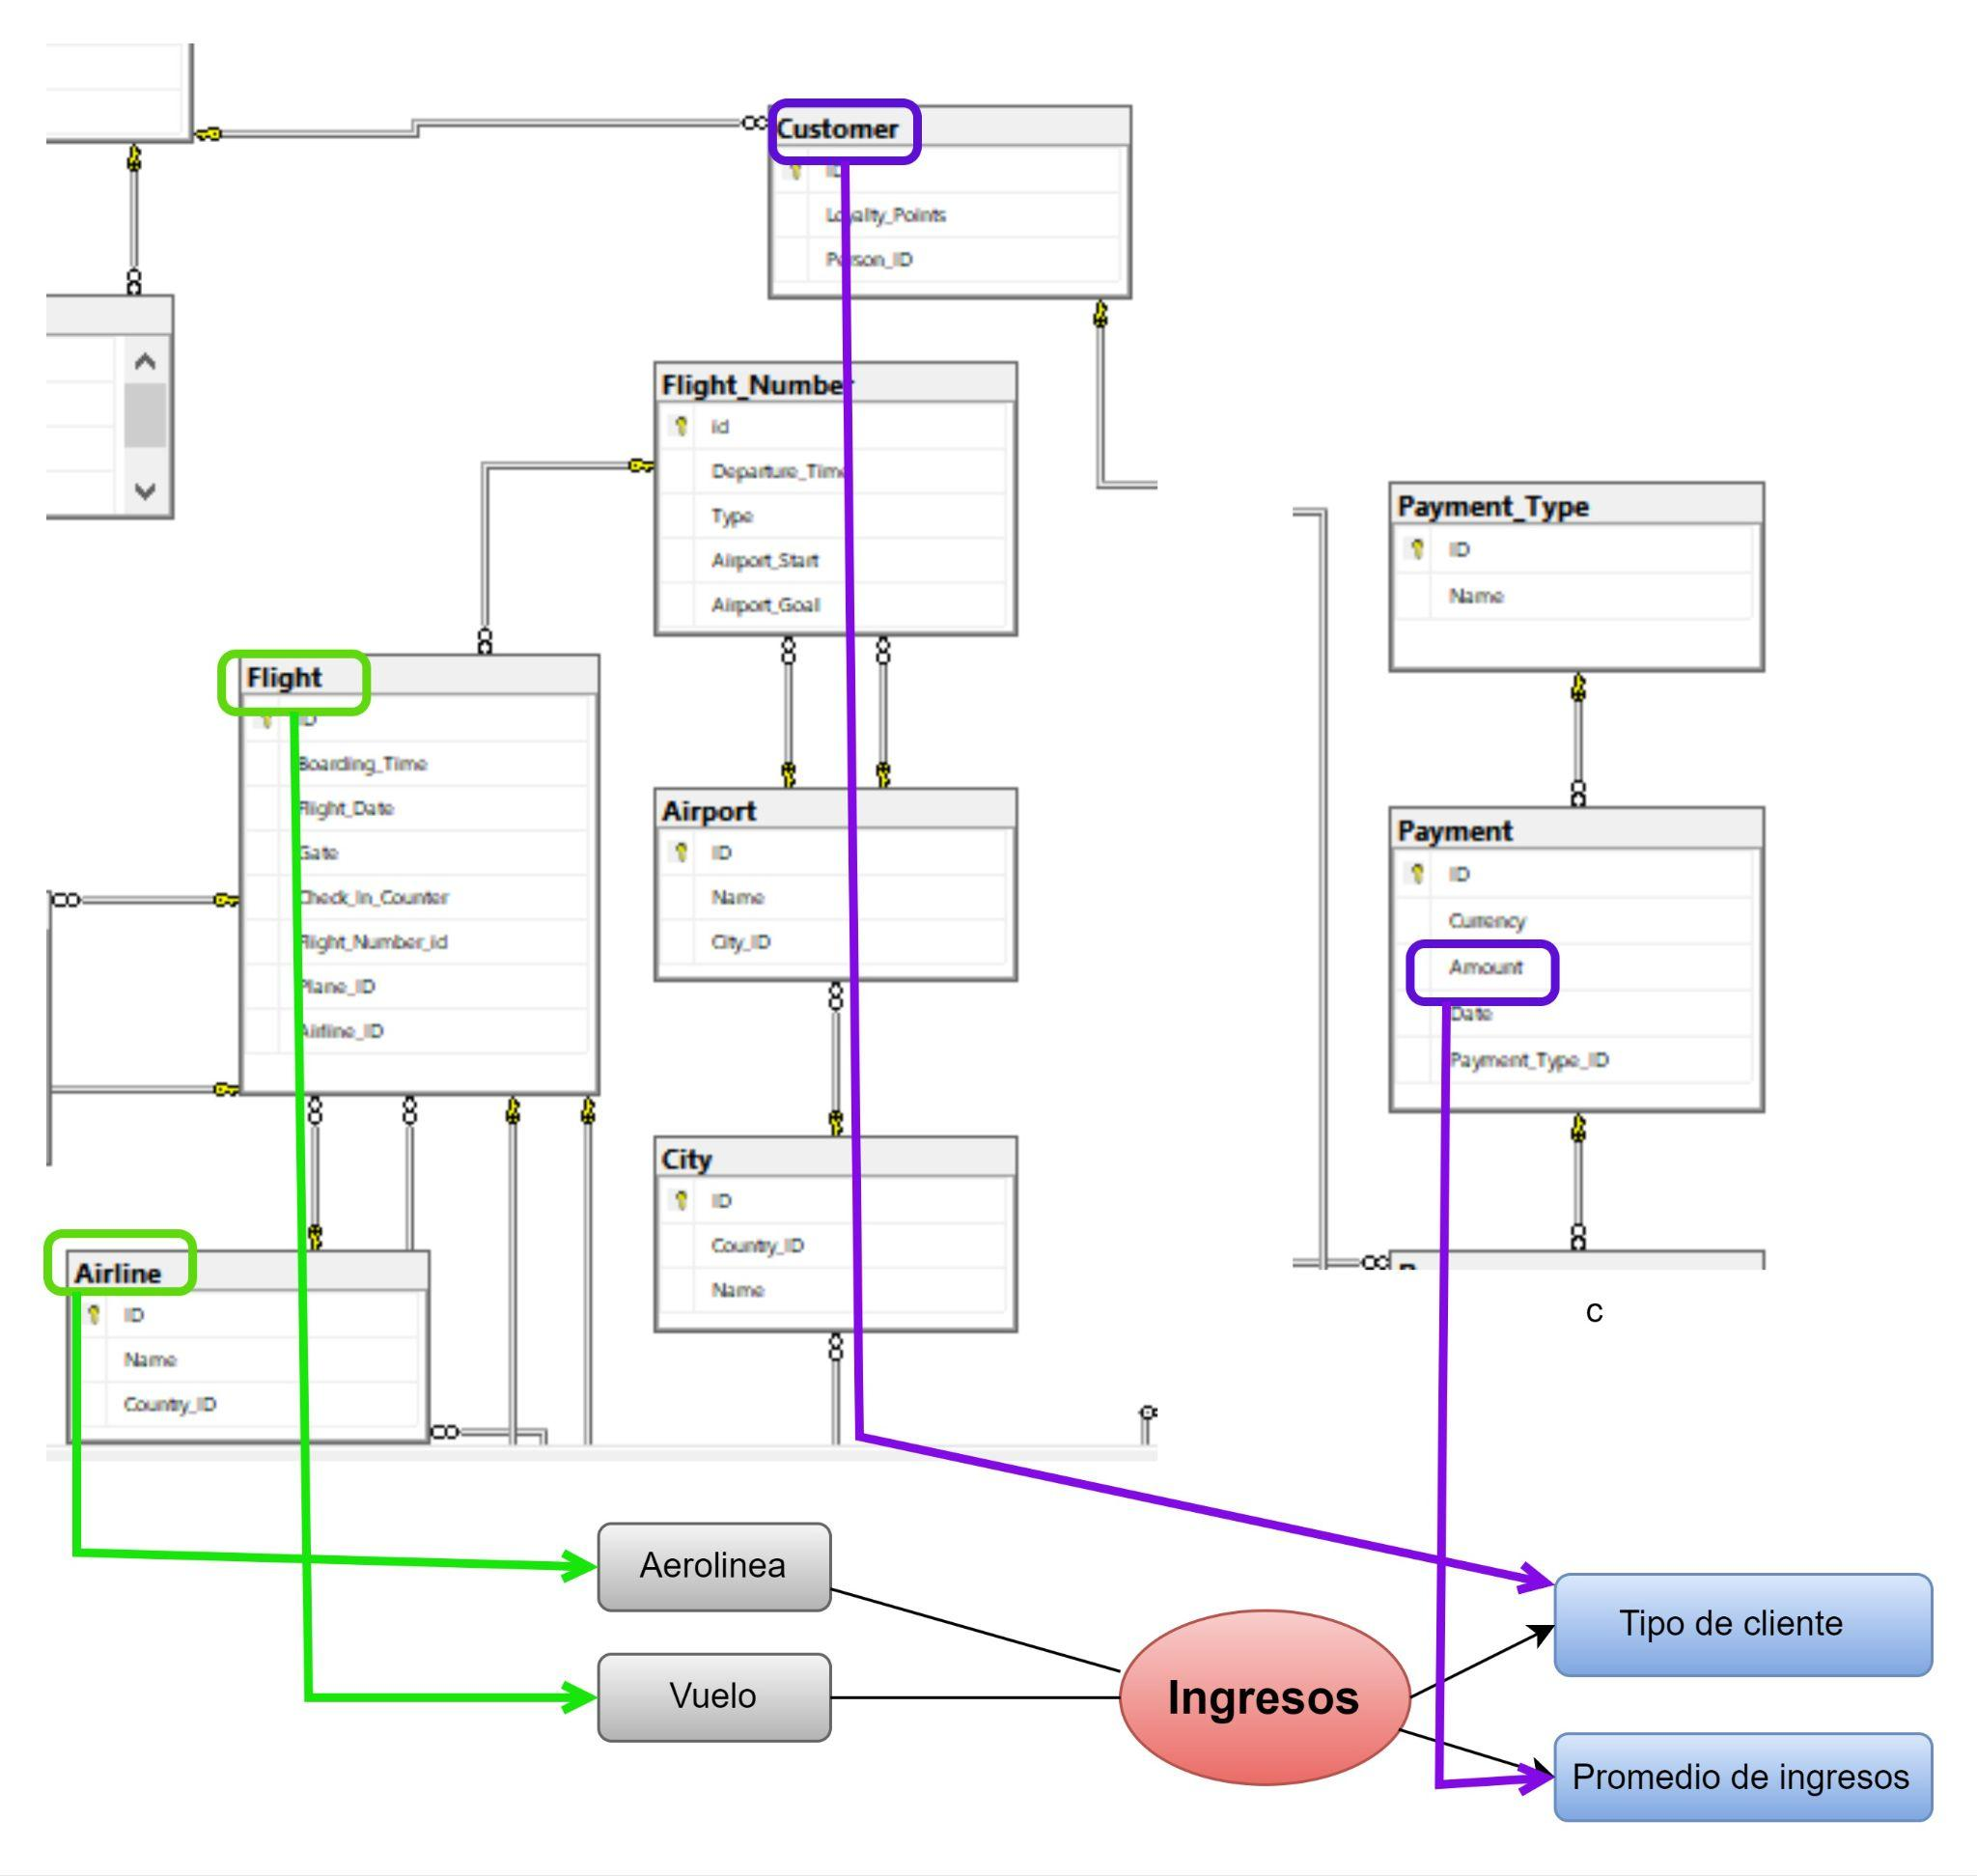 Customer
ID
Loyalty_Points
Person_ID
Flight_Number
id
Departure_Time
Type
Airport_Start
Airport_Goal
Payment_Type
ID
Name
Flight
ID
Boarding_Time
Flight_Date
Gate
Check_In_Counter
Flight_Number_id
Plane_ID
Airline_ID
Airport
ID
Name
City_ID
Payment
ID
Currency
Amount
Date
Payment_Type_ID
City
ID
Country_ID
Name
Airline
ID
Name
Country_ID
c
Aerolinea
Vuelo
Ingresos
Tipo de cliente
Promedio de ingresos